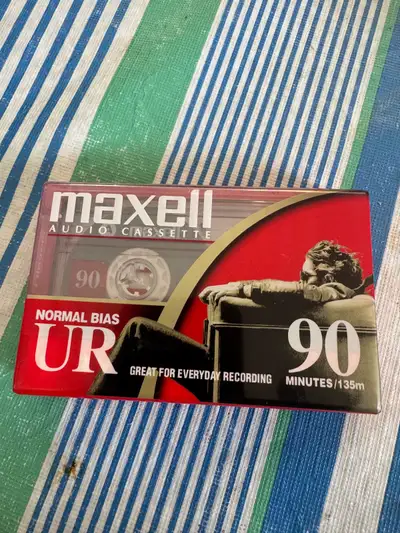 maxell
AUDIO CASSETTE
90
NORMAL BIAS
UR
GREAT FOR EVERYDAY RECORDING
90
MINUTES/135m